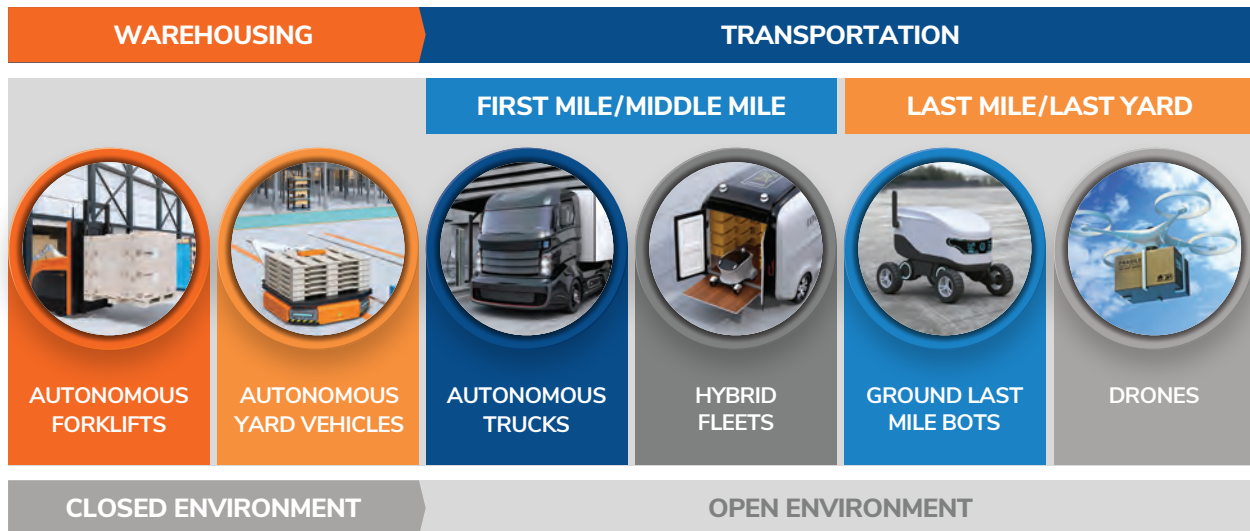 WAREHOUSING
TRANSPORTATION
FIRST MILE/MIDDLE MILE
LAST MILE/LAST YARD
AUTONOMOUS
FORKLIFTS
AUTONOMOUS
YARD VEHICLES
AUTONOMOUS
TRUCKS
HYBRID
FLEETS
GROUND LAST
MILE BOTS
DRONES
CLOSED ENVIRONMENT
OPEN ENVIRONMENT